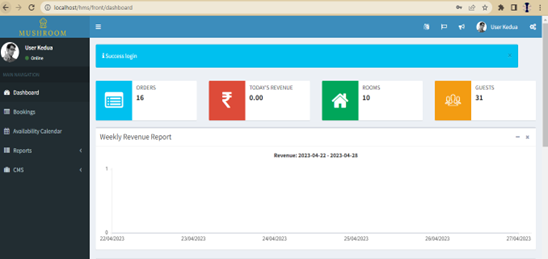 localhost/hms/front/dashboard
MUSHROOM
User Kedua
User Kedua
Online
MAIN NAVIGATION
Success login
×
Dashboard
Bookings
Availability Calendar
Reports
CMS
ORDERS
16
TODAY'S REVENUE
0.00
ROOMS
10
GUESTS
31
Weekly Revenue Report
Revenue: 2023-04-22 - 2023-04-28
1
0
22/04/2023 23/04/2023 24/04/2023 25/04/2023 26/04/2023 27/04/2023